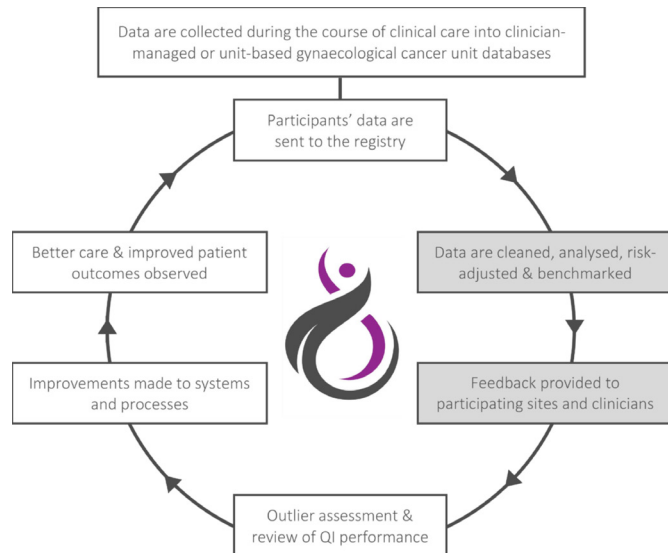 Data are collected during the course of clinical care into clinician-
managed or unit-based gynaecological cancer unit databases
Participants' data are
sent to the registry
Data are cleaned, analysed, risk-
adjusted & benchmarked
Feedback provided to
participating sites and clinicians
Outlier assessment &
review of QI performance
Improvements made to systems
and processes
Better care & improved patient
outcomes observed